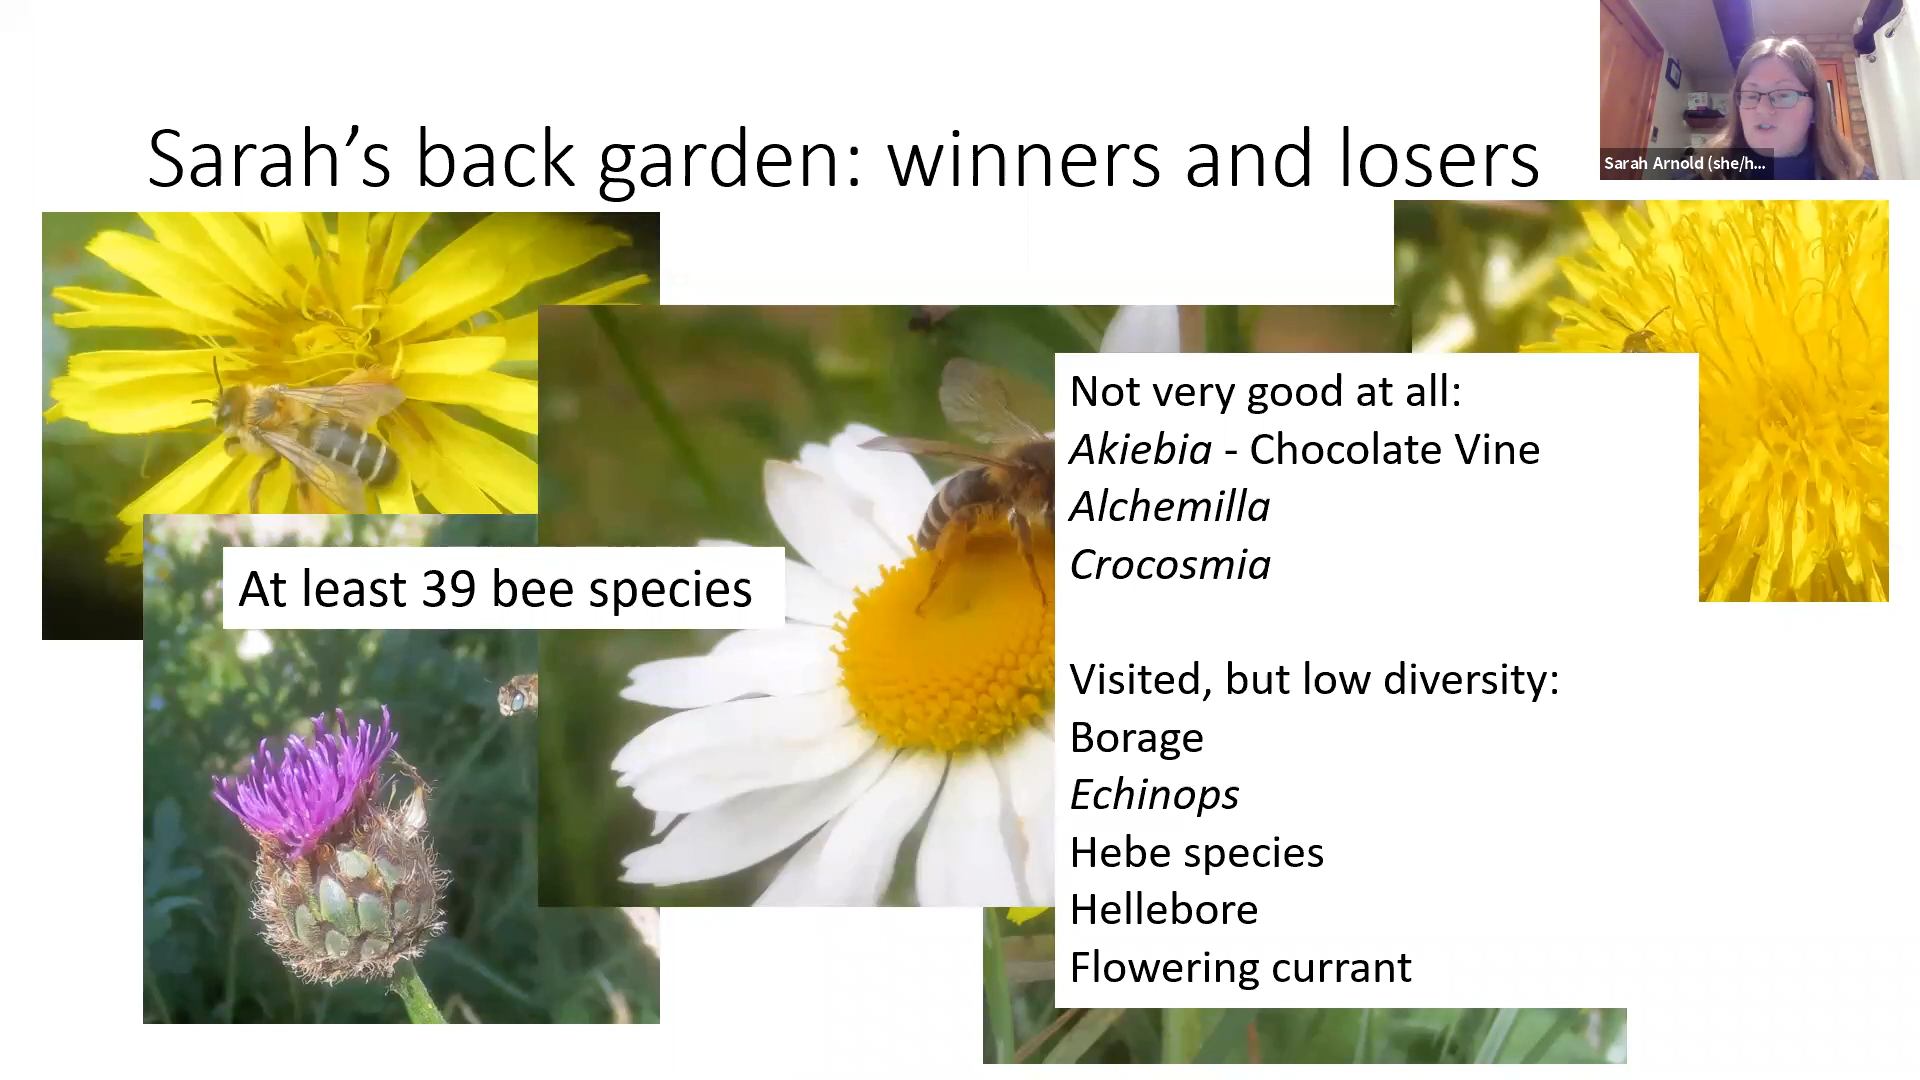 Sarah’s back garden: winners and losers
Sarah Arnold (she/h...
Not very good at all:
Akiebia - Chocolate Vine
Alchemilla
Crocosmia
At least 39 bee species
Visited, but low diversity:
Borage
Echinops
Hebe species
Hellebore
Flowering currant